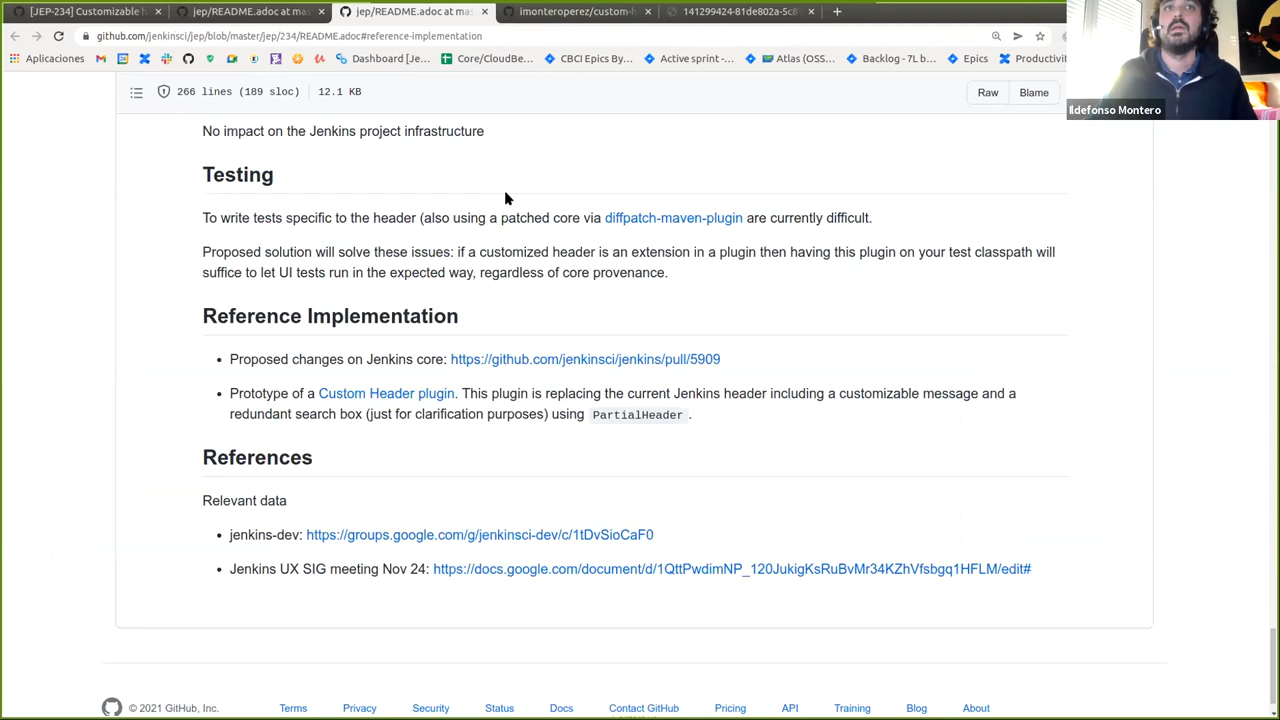 [JEP-234] Customizable h
jep/README.adoc at mas
jep/README.adoc at mas
imonteroperez/custom-h
141299424-81de802a-5c8
github.com/jenkinsci/jep/blob/master/jep/234/README.adoc#reference-implementation
Aplicaciones
Dashboard [Je...
Core/CloudBe...
CBCI Epics By...
Active sprint -...
Atlas (OSS...
Backlog - 7L b...
Epics
Productivi
Ildefonso Montero
266 lines (189 sloc) 12.1 KB
Raw
Blame
No impact on the Jenkins project infrastructure
Testing
To write tests specific to the header (also using a patched core via diffpatch-maven-plugin are currently difficult.
Proposed solution will solve these issues: if a customized header is an extension in a plugin then having this plugin on your test classpath will
suffice to let UI tests run in the expected way, regardless of core provenance.
Reference Implementation
• Proposed changes on Jenkins core: https://github.com/jenkinsci/jenkins/pull/5909
• Prototype of a Custom Header plugin. This plugin is replacing the current Jenkins header including a customizable message and a
redundant search box (just for clarification purposes) using PartialHeader .
References
Relevant data
• jenkins-dev: https://groups.google.com/g/jenkinsci-dev/c/1tDvSioCaF0
• Jenkins UX SIG meeting Nov 24: https://docs.google.com/document/d/1QttPwdimNP_120JukigKsRuBvMr34KZhVfsbgq1HFLM/edit#
© 2021 GitHub, Inc.
Terms
Privacy
Security
Status
Docs
Contact GitHub
Pricing
API
Training
Blog
About